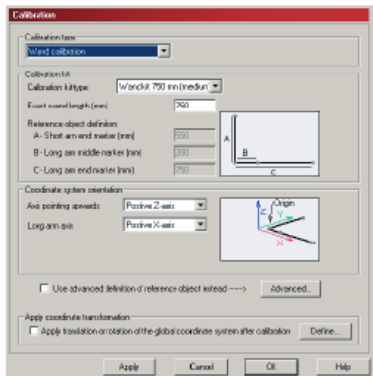 Calibration
Calibration type
Wand calibration
Calibration kit
Calibration kit type
Wand kit 750 mm (medium)
Exact wand length (mm)
750
Reference object definition:
A - Short arm end marker (mm)
550
B - Long arm middle marker (mm)
200
C - Long arm end marker (mm)
750
A
B
C
Coordinate system orientation
Axis pointing upwards
Positive Z-axis
Long arm axis
Positive X-axis
Origin
Z
Y
X
Use advanced definition of reference object instead ---->
Advanced...
Apply coordinate transformation
Apply translation or rotation of the global coordinate system after calibration
Define...
Apply
Cancel
OK
Help